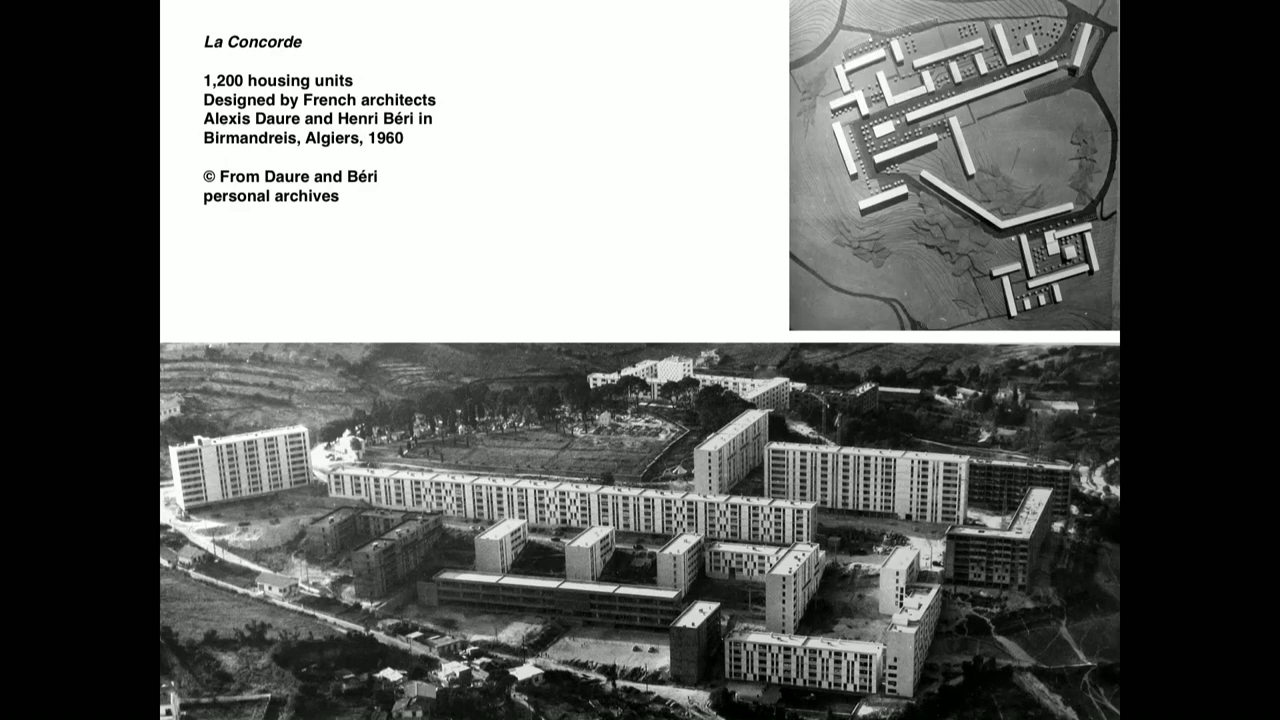 La Concorde
1,200 housing units
Designed by French architects
Alexis Daure and Henri Béri in
Birmandreis, Algiers, 1960
© From Daure and Béri
personal archives